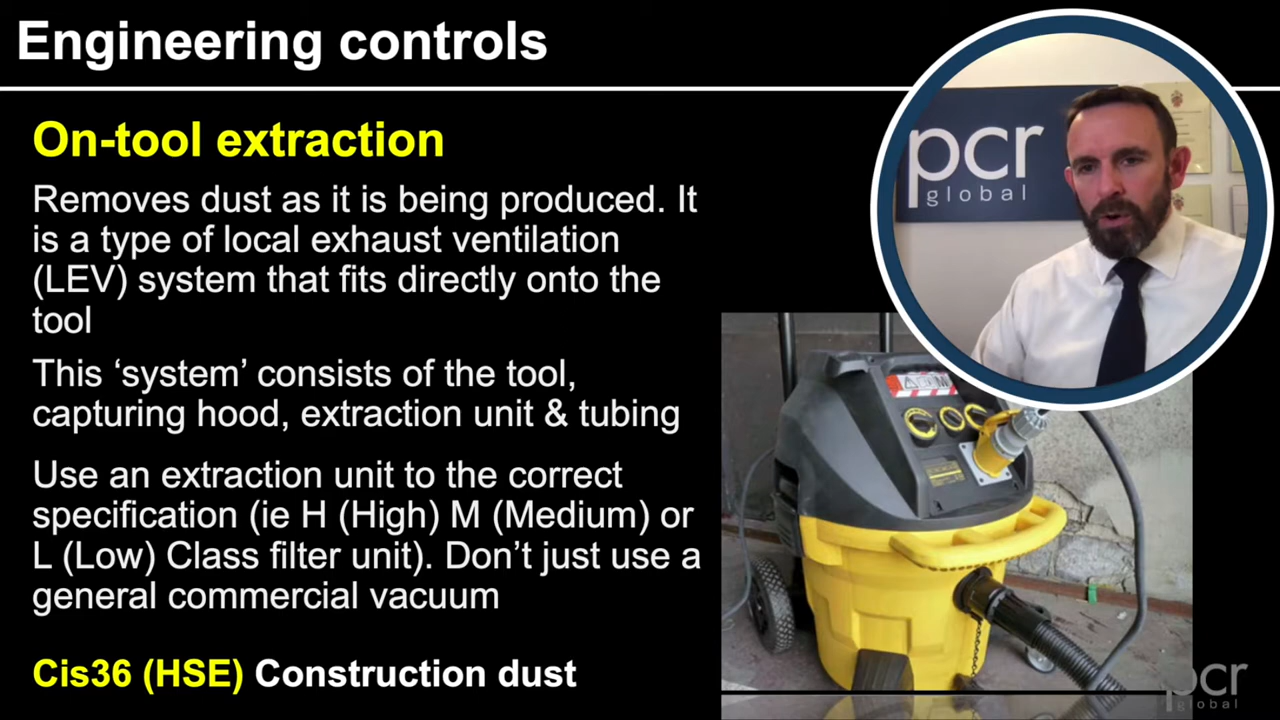 Engineering controls
On-tool extraction
Removes dust as it is being produced. It
is a type of local exhaust ventilation
(LEV) system that fits directly onto the
tool
This ‘system’ consists of the tool,
capturing hood, extraction unit & tubing
Use an extraction unit to the correct
specification (ie H (High) M (Medium) or
L (Low) Class filter unit). Don’t just use a
general commercial vacuum
Cis36 (HSE) Construction dust
pcr
global
pcr
global